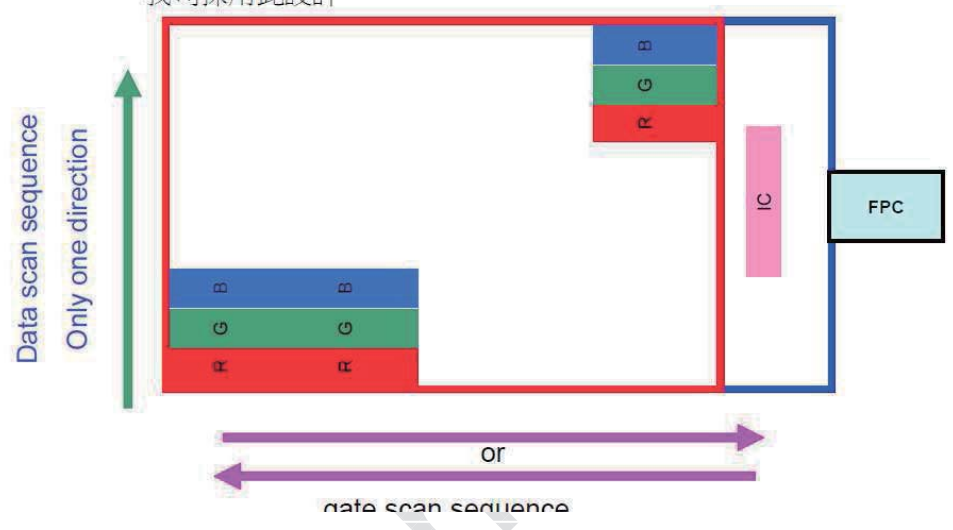 Data scan sequence
Only one direction
B
G
R
B B
G G
R R
IC
FPC
or
gate scan sequence